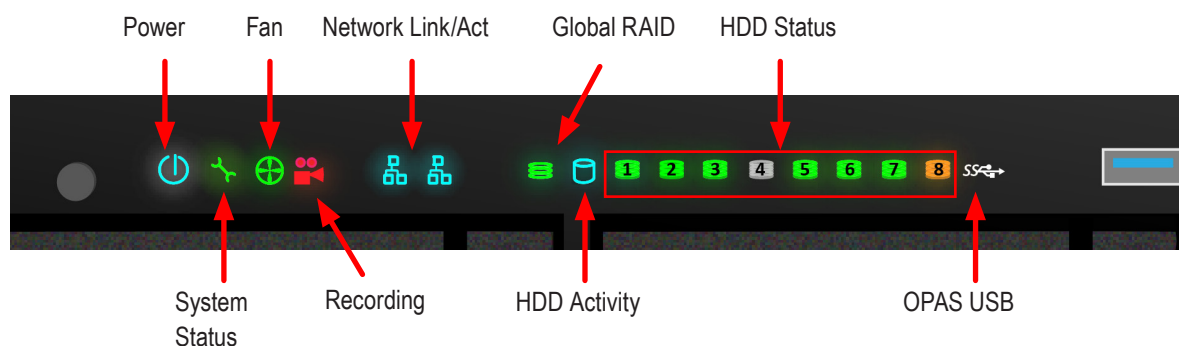 Power
Fan
Network Link/Act
Global RAID
HDD Status
1 2 3 4 5 6 7 8
SS
System
Status
Recording
HDD Activity
OPAS USB